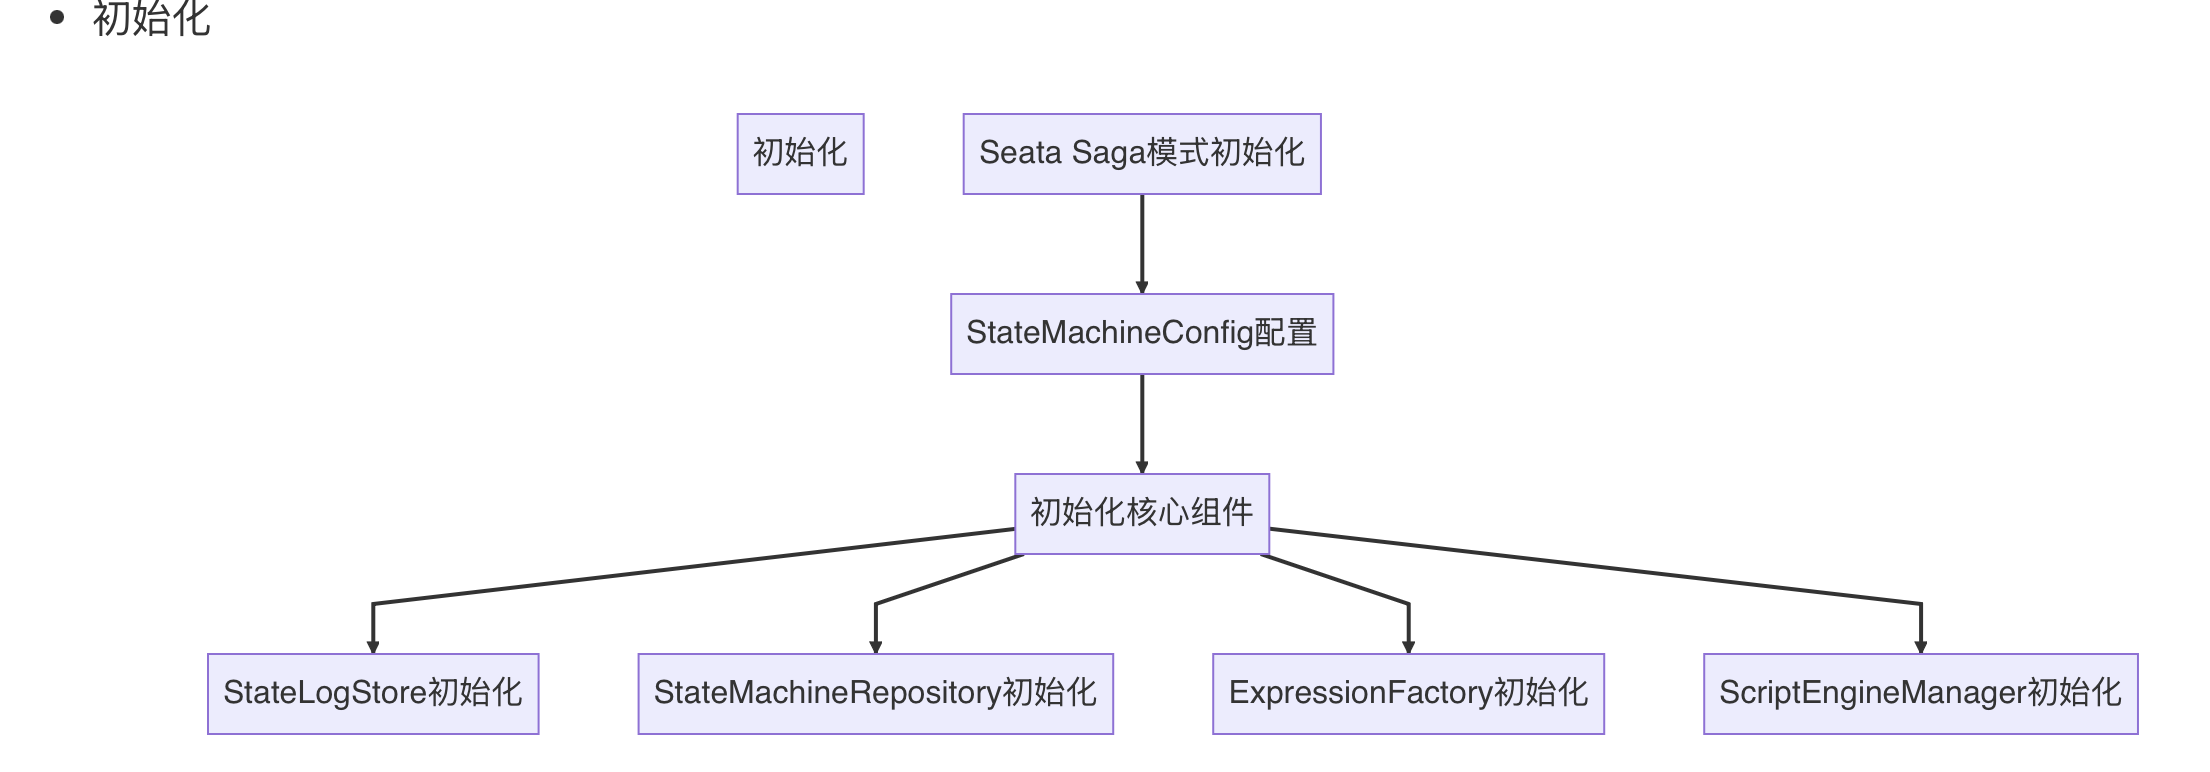 初始化
初始化
Seata Saga模式初始化
StateMachineConfig配置
初始化核心组件
StateLogStore初始化
StateMachineRepository初始化
ExpressionFactory初始化
ScriptEngineManager初始化